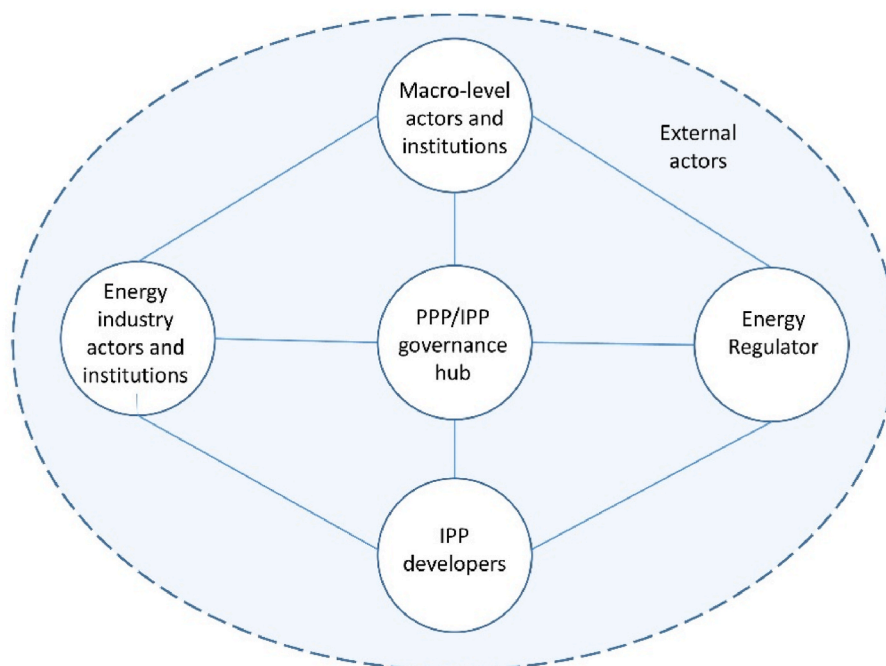 Macro-level
actors and
institutions
External
actors
Energy
industry
actors and
institutions
PPP/IPP
governance
hub
Energy
Regulator
IPP
developers